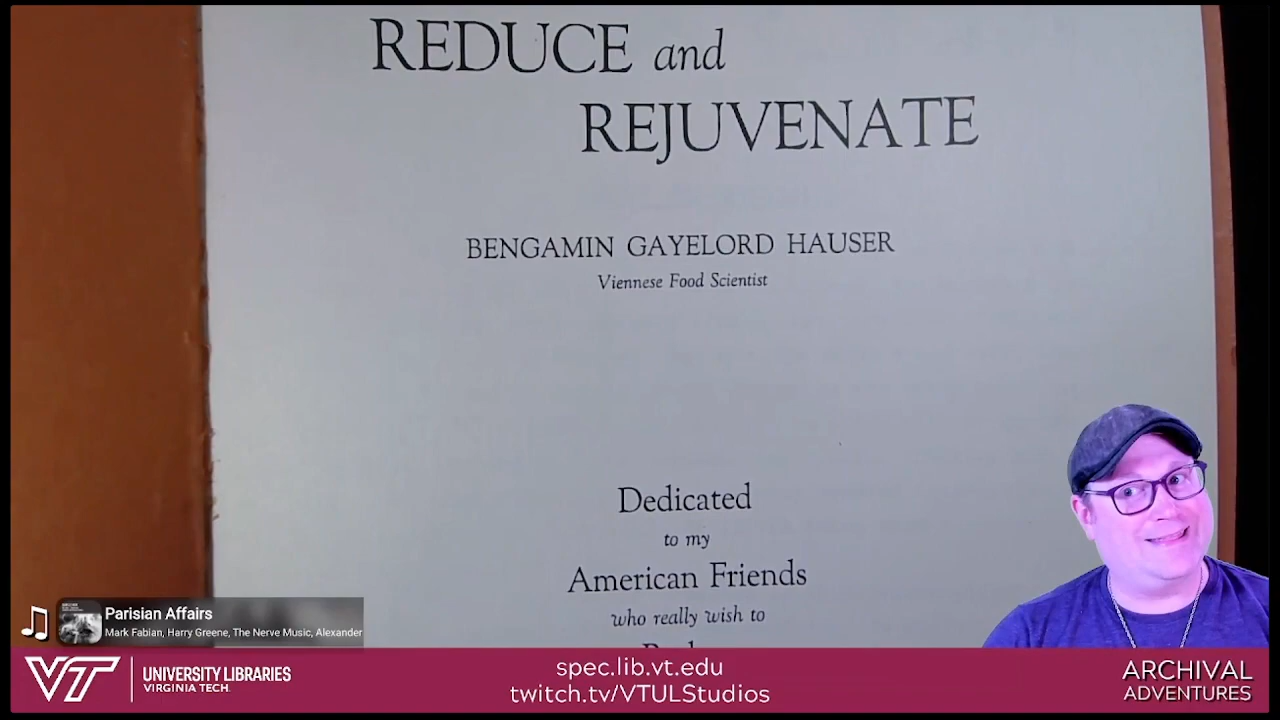 REDUCE and
REJUVENATE
BENGAMIN GAYELORD HAUSER
Viennese Food Scientist
Dedicated
to my
American Friends
who really wish to
Parisian Affairs
Mark Fabian, Harry Greene, The Nerve Music, Alexander
VT
UNIVERSITY LIBRARIES
VIRGINIA TECH.
spec.lib.vt.edu
twitch.tv/VTULStudios
ARCHIVAL
ADVENTURES